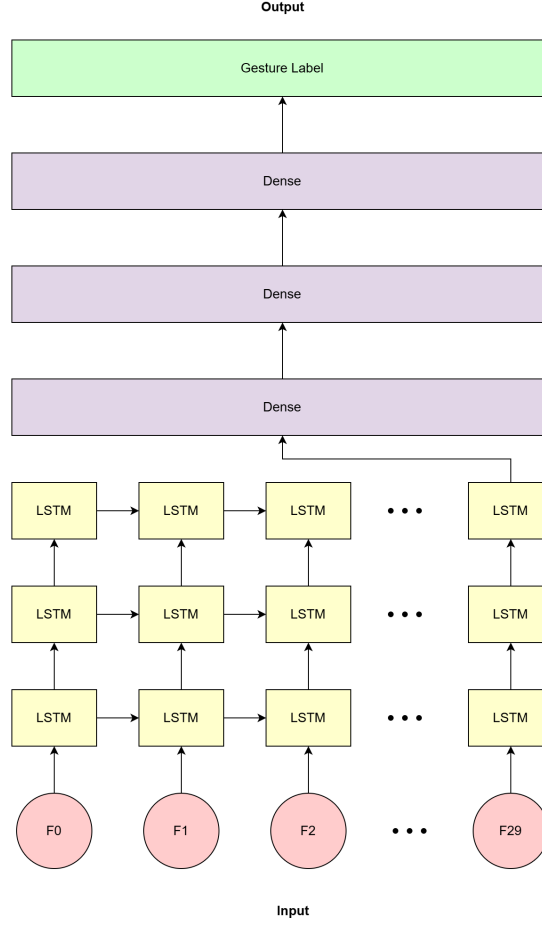 Output
Gesture Label
Dense
Dense
Dense
LSTM LSTM LSTM LSTM
LSTM LSTM LSTM LSTM
LSTM LSTM LSTM LSTM
F0 F1 F2 F29
Input